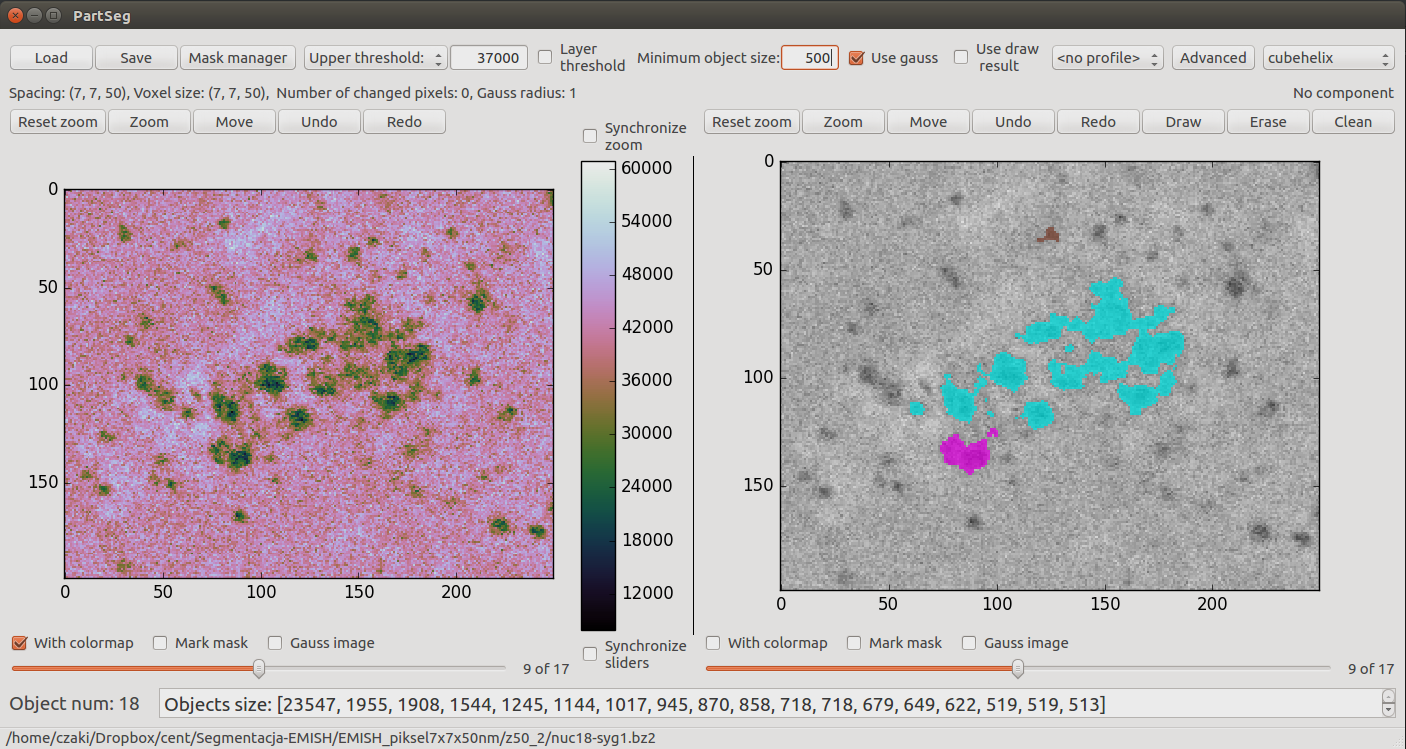 PartSeg
Load Save Mask manager Upper threshold: 37000 Layer threshold Minimum object size: 500 Use gauss Use draw result <no profile> Advanced cubehelix
Spacing: (7, 7, 50), Voxel size: (7, 7, 50), Number of changed pixels: 0, Gauss radius: 1 No component
Reset zoom Zoom Move Undo Redo Synchronize zoom Reset zoom Zoom Move Undo Redo Draw Erase Clean
0
50
100
150
0 50 100 150 200
60000
54000
48000
42000
36000
30000
24000
18000
12000
0
50
100
150
0 50 100 150 200
With colormap Mark mask Gauss image Synchronize sliders With colormap Mark mask Gauss image
9 of 17 9 of 17
Object num: 18 Objects size: [23547, 1955, 1908, 1544, 1245, 1144, 1017, 945, 870, 858, 718, 718, 679, 649, 622, 519, 519, 513]
/home/czaki/Dropbox/cent/Segmentacja-EMISH/EMISH_piksel7x7x50nm/z50_2/nuc18-syg1.bz2